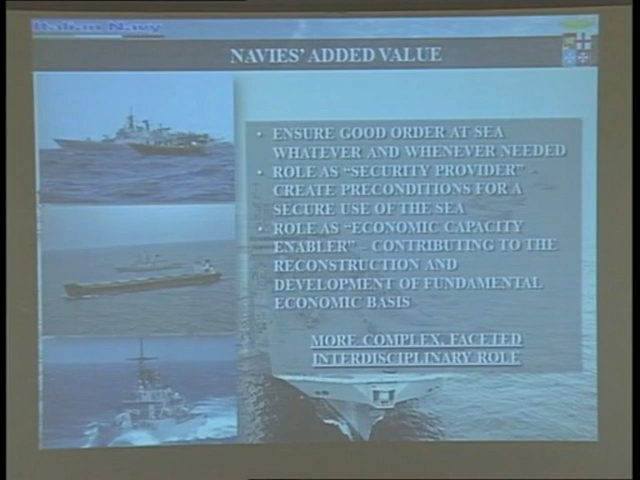 Italian Navy
NAVIES' ADDED VALUE
• ENSURE GOOD ORDER AT SEA
WHATEVER AND WHENEVER NEEDED
• ROLE AS "SECURITY PROVIDER"
CREATE PRECONDITIONS FOR A
SECURE USE OF THE SEA
• ROLE AS "ECONOMIC CAPACITY
ENABLER" – CONTRIBUTING TO THE
RECONSTRUCTION AND
DEVELOPMENT OF FUNDAMENTAL
ECONOMIC BASIS
MORE COMPLEX, FACETED
INTERDISCIPLINARY ROLE